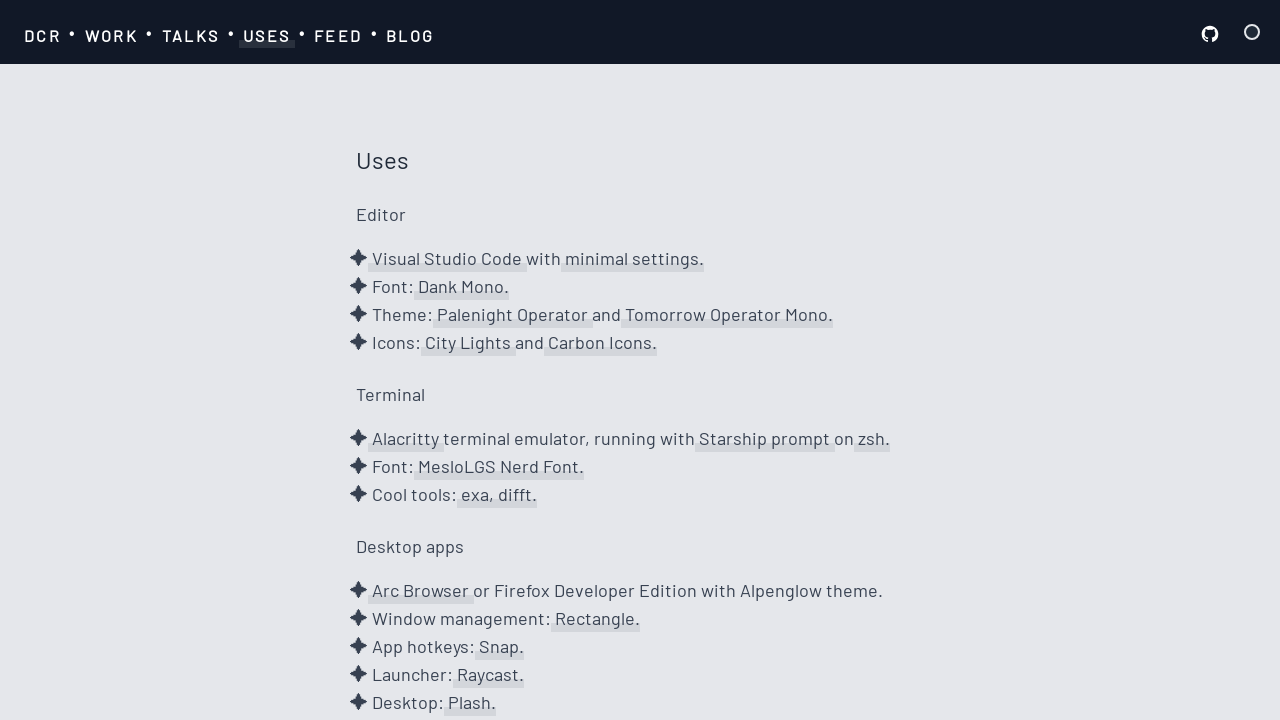 DCR • WORK • TALKS • USES • FEED • BLOG
Uses
Editor
Visual Studio Code with minimal settings.
Font: Dank Mono.
Theme: Palenight Operator and Tomorrow Operator Mono.
Icons: City Lights and Carbon Icons.
Terminal
Alacritty terminal emulator, running with Starship prompt on zsh.
Font: MesloLGS Nerd Font.
Cool tools: exa, difft.
Desktop apps
Arc Browser or Firefox Developer Edition with Alpenglow theme.
Window management: Rectangle.
App hotkeys: Snap.
Launcher: Raycast.
Desktop: Plash.